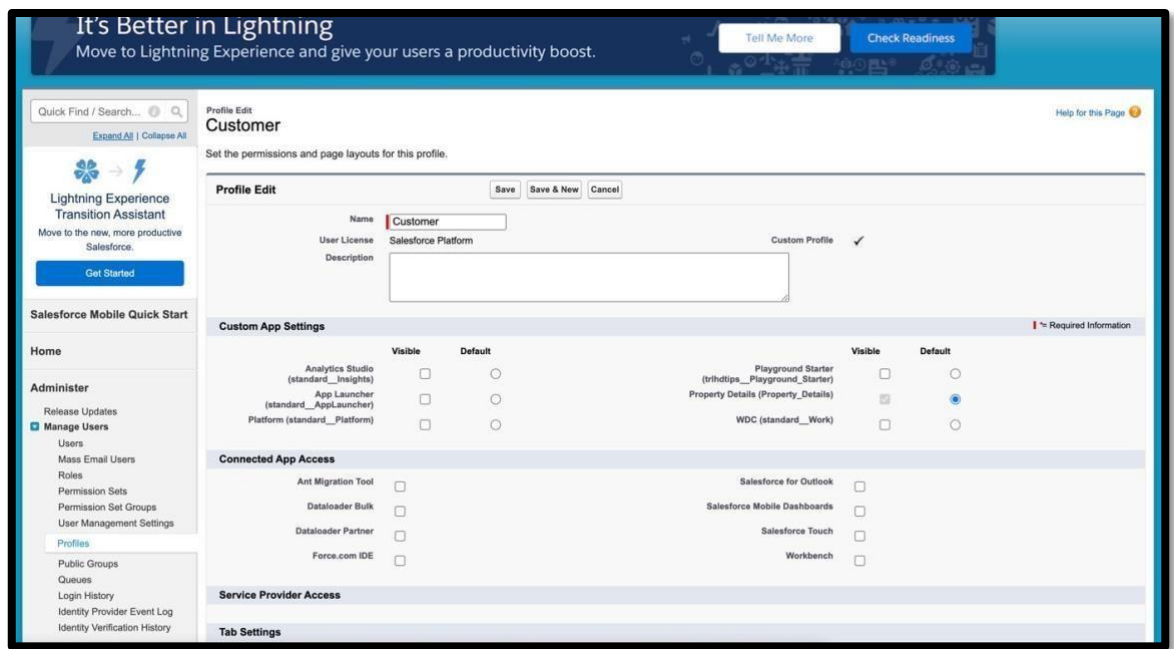 It's Better in Lightning
Move to Lightning Experience and give your users a productivity boost.
Tell Me More
Check Readiness
Quick Find / Search...
Expand All | Collapse All
Lightning Experience
Transition Assistant
Move to the new, more productive
Salesforce.
Get Started
Salesforce Mobile Quick Start
Home
Administer
Release Updates
Manage Users
Users
Mass Email Users
Roles
Permission Sets
Permission Set Groups
User Management Settings
Profiles
Public Groups
Queues
Login History
Identity Provider Event Log
Identity Verification History
Profile Edit
Customer
Help for this Page
Set the permissions and page layouts for this profile.
Profile Edit
Save Save & New Cancel
Name Customer
User License Salesforce Platform Custom Profile
Description
Custom App Settings
= Required Information
Visible Default Visible Default
Analytics Studio
(standard__Insights)
Playground Starter
(trlhdtips__Playground_Starter)
App Launcher
(standard__AppLauncher)
Property Details (Property_Details)
Platform (standard__Platform) WDC (standard__Work)
Connected App Access
Ant Migration Tool Salesforce for Outlook
Dataloader Bulk Salesforce Mobile Dashboards
Dataloader Partner Salesforce Touch
Force.com IDE Workbench
Service Provider Access
Tab Settings